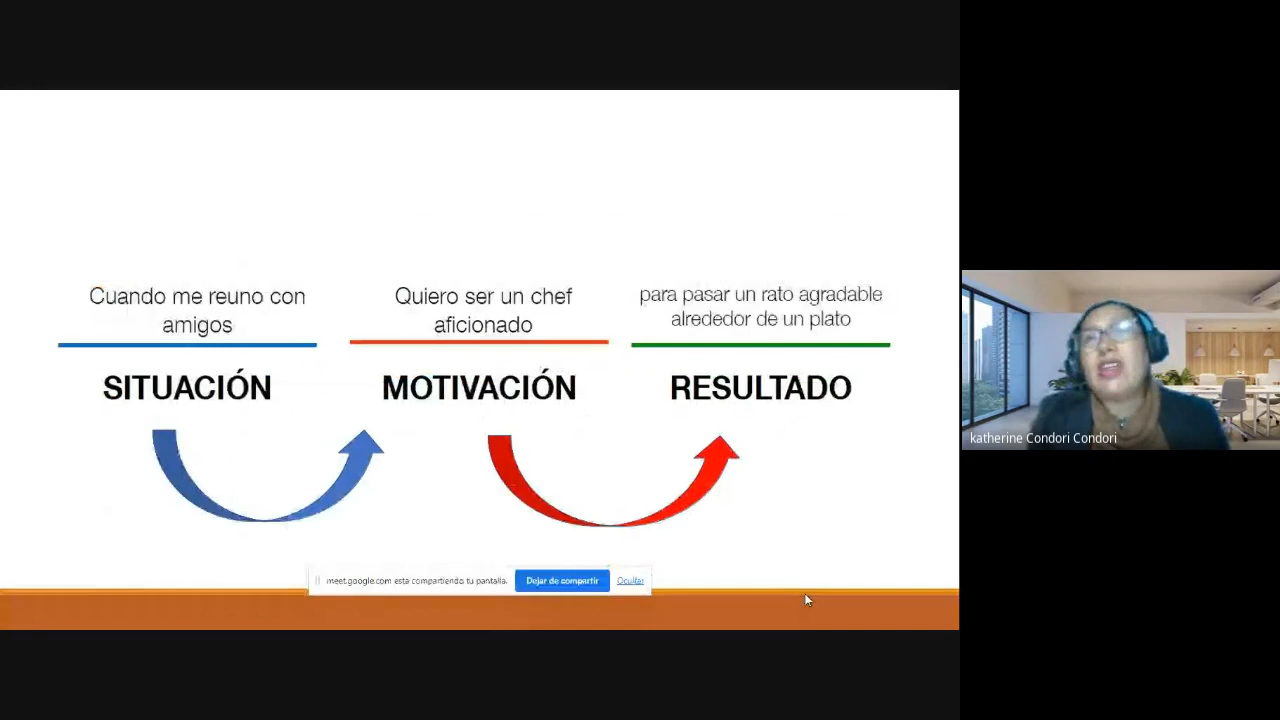 Cuando me reuno con
amigos
SITUACIÓN
Quiero ser un chef
aficionado
MOTIVACIÓN
para pasar un rato agradable
alrededor de un plato
RESULTADO
meet.google.com esta compartiendo tu pantalla.
Dejar de compartir
Ocultar
katherine Condori Condori